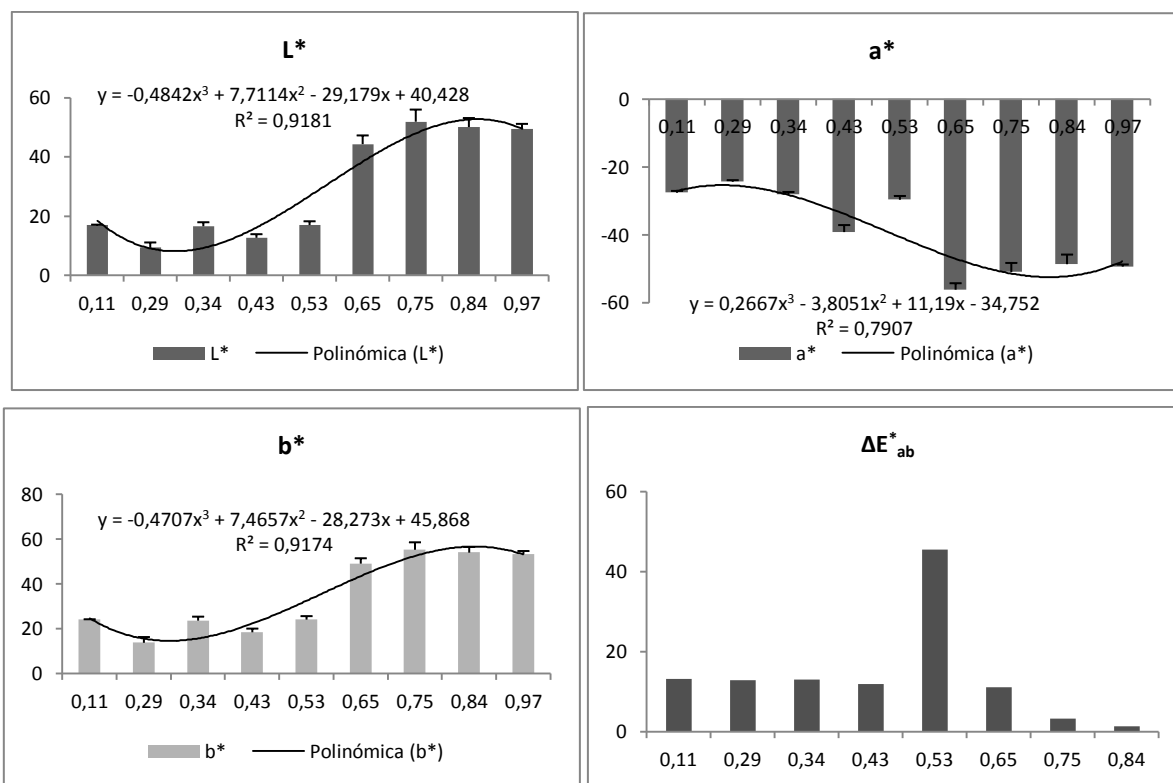 L*
y = -0,4842x³ + 7,7114x² - 29,179x + 40,428
R² = 0,9181
60
40
20
0
0,11 0,29 0,34 0,43 0,53 0,65 0,75 0,84 0,97
L* Polinómica (L*)
a*
0
0,11 0,29 0,34 0,43 0,53 0,65 0,75 0,84 0,97
-20
-40
-60
y = 0,2667x³ - 3,8051x² + 11,19x - 34,752
R² = 0,7907
a* Polinómica (a*)
b*
80
y = -0,4707x³ + 7,4657x² - 28,273x + 45,868
60
R² = 0,9174
40
20
0
0,11 0,29 0,34 0,43 0,53 0,65 0,75 0,84 0,97
b* Polinómica (b*)
ΔE*ab
60
40
20
0
0,11 0,29 0,34 0,43 0,53 0,65 0,75 0,84